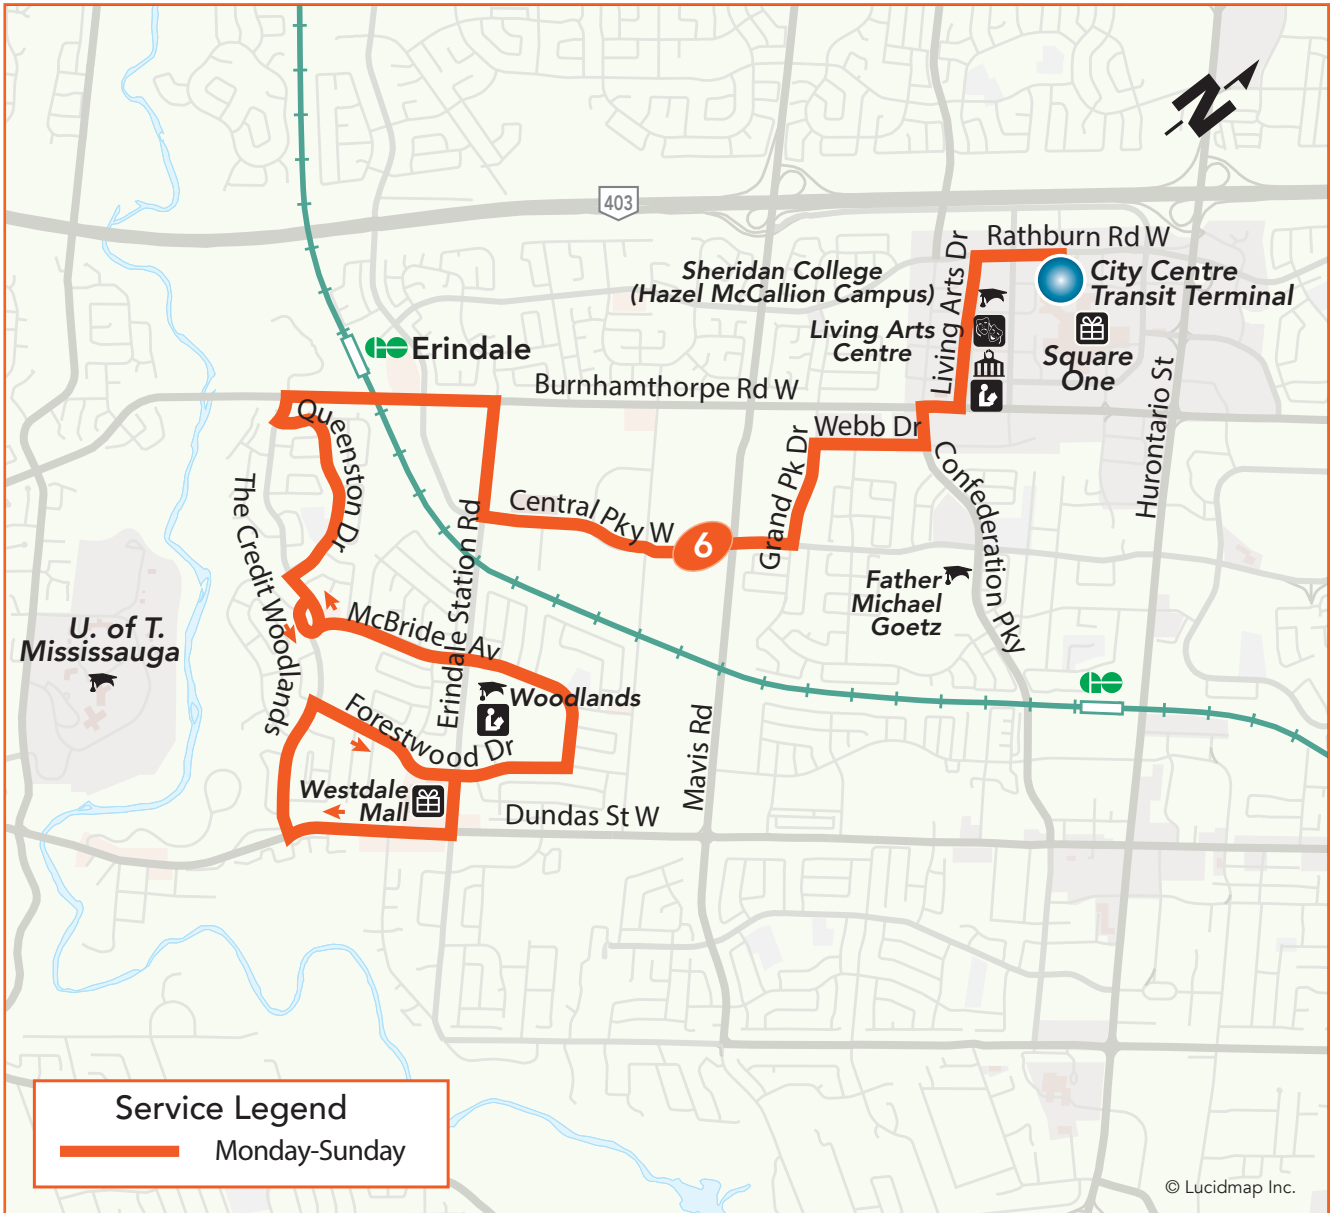 N
403
Rathburn Rd W
Sheridan College
(Hazel McCallion Campus)
Living Arts Dr
City Centre
Transit Terminal
Living Arts
Centre
Square
One
GO Erindale
Burnhamthorpe Rd W
Hurontario St
Queenston Dr
Webb Dr
Grand Pk Dr
Confederation Pky
The Credit Woodlands
Central Pky W
6
Erindale Station Rd
Father
Michael
Goetz
McBride Av
U. of T.
Mississauga
GO
Woodlands
Forestwood Dr
Mavis Rd
Westdale
Mall
Dundas St W
Service Legend
Monday-Sunday
© Lucidmap Inc.